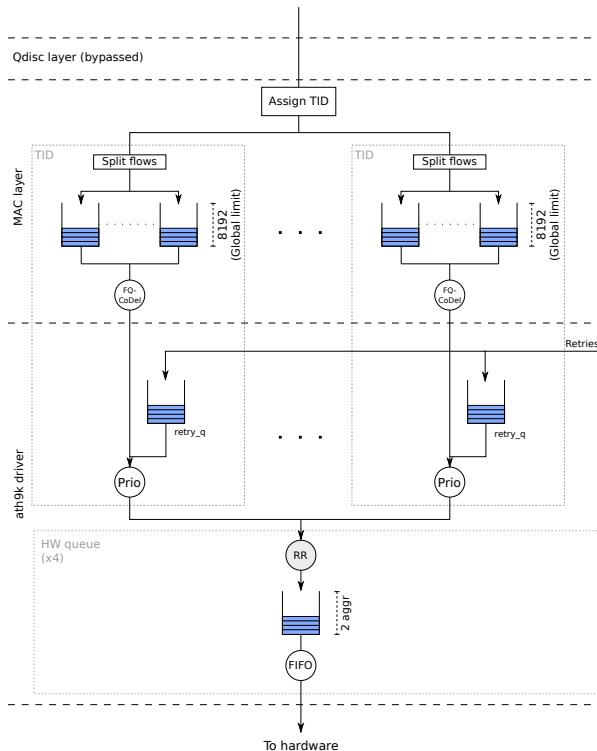 Qdisc layer (bypassed)
Assign TID
MAC layer
TID
TID
Split flows
Split flows
8192
(Global limit)
8192
(Global limit)
. . . . . .
. . . . . .
. . .
FQ-
CoDel
FQ-
CoDel
Retries
ath9k driver
retry_q
retry_q
. . .
Prio
Prio
HW queue
(x4)
RR
2 aggr
FIFO
To hardware